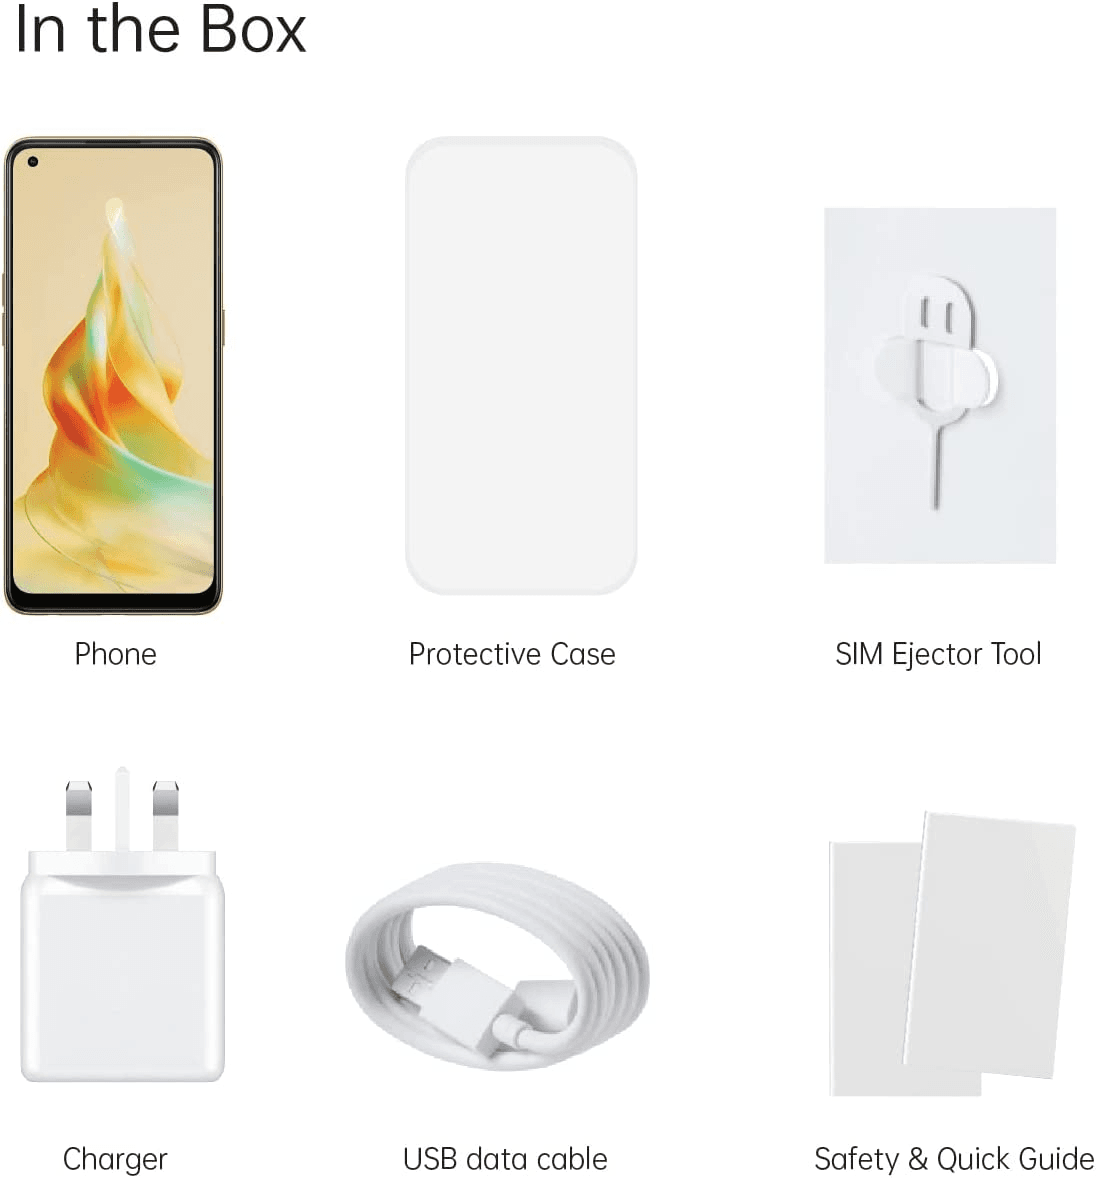 In the Box
Phone
Protective Case
SIM Ejector Tool
Charger
USB data cable
Safety & Quick Guide